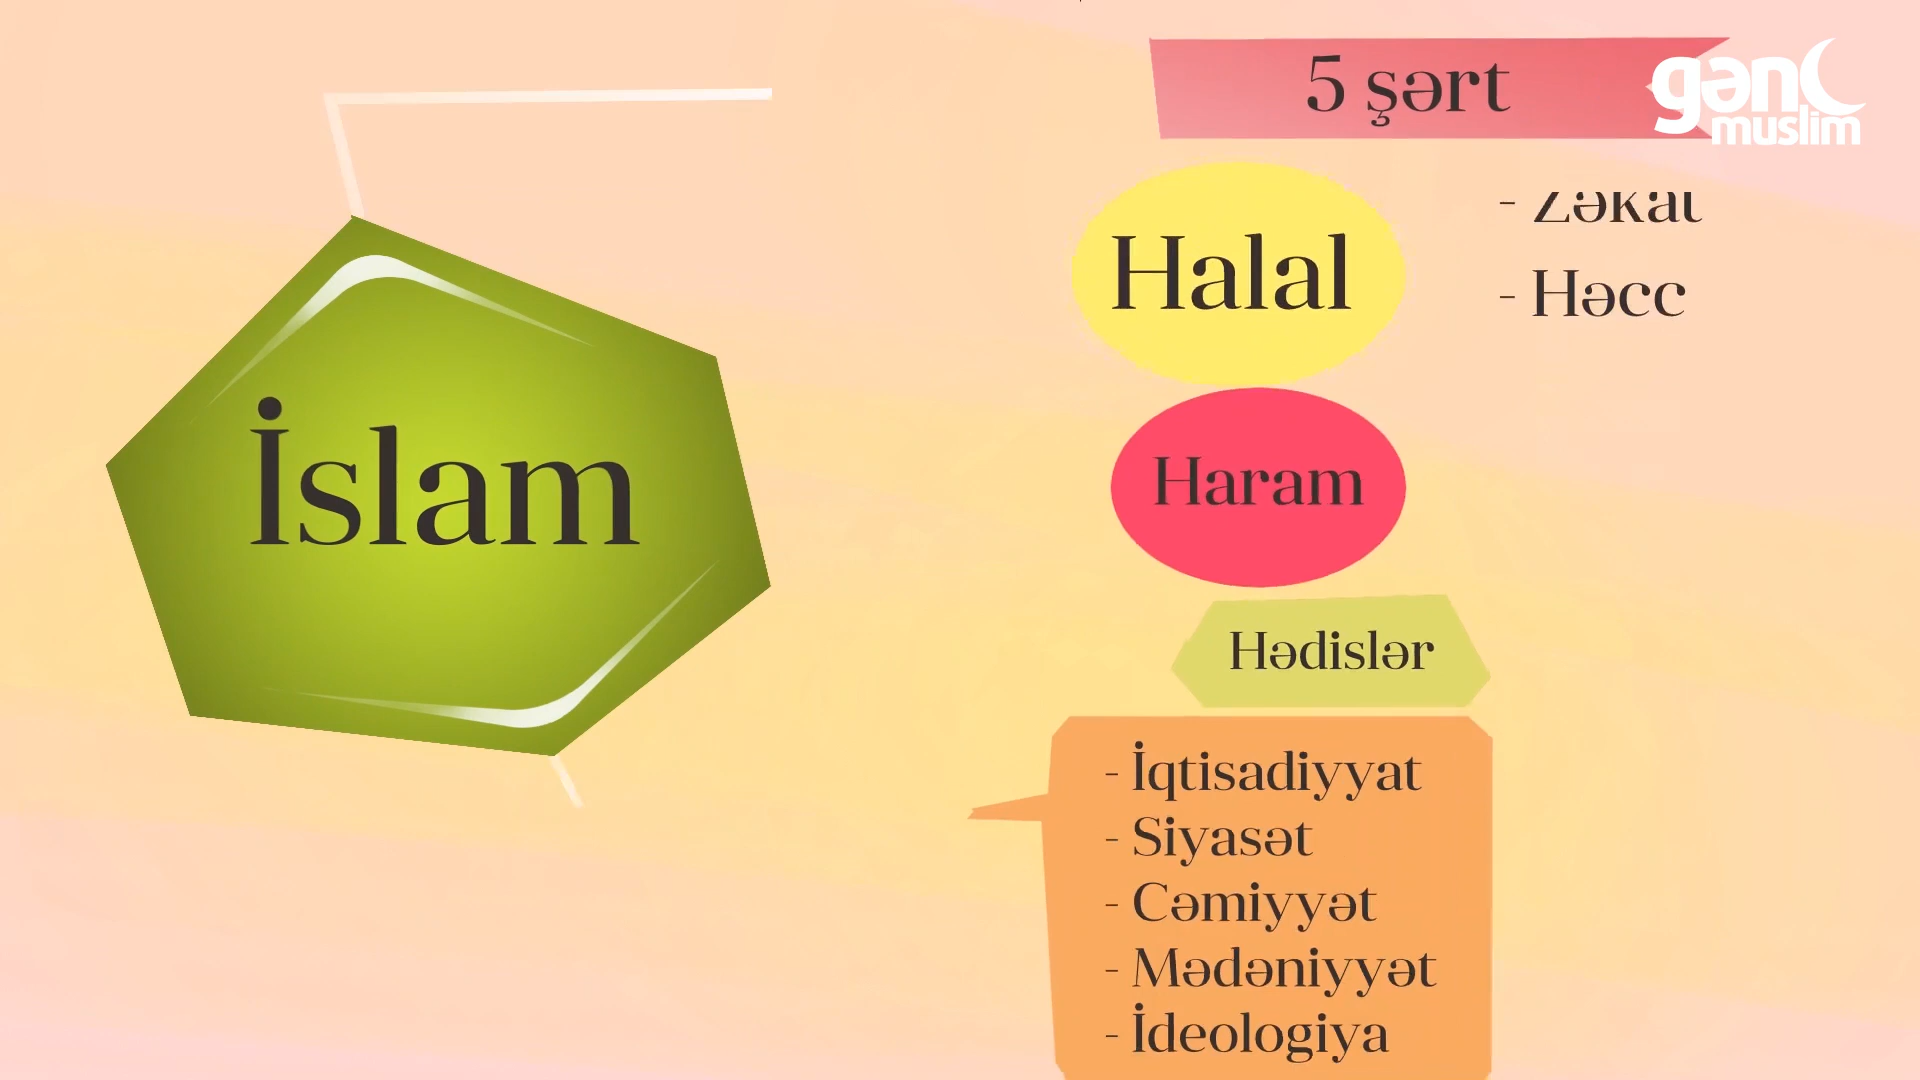 5 şərt
gənc
muslim
Halal
- Zəkat
- Həcc
İslam
Haram
Hədislər
- İqtisadiyyat
- Siyasət
- Cəmiyyət
- Mədəniyyət
- İdeologiya